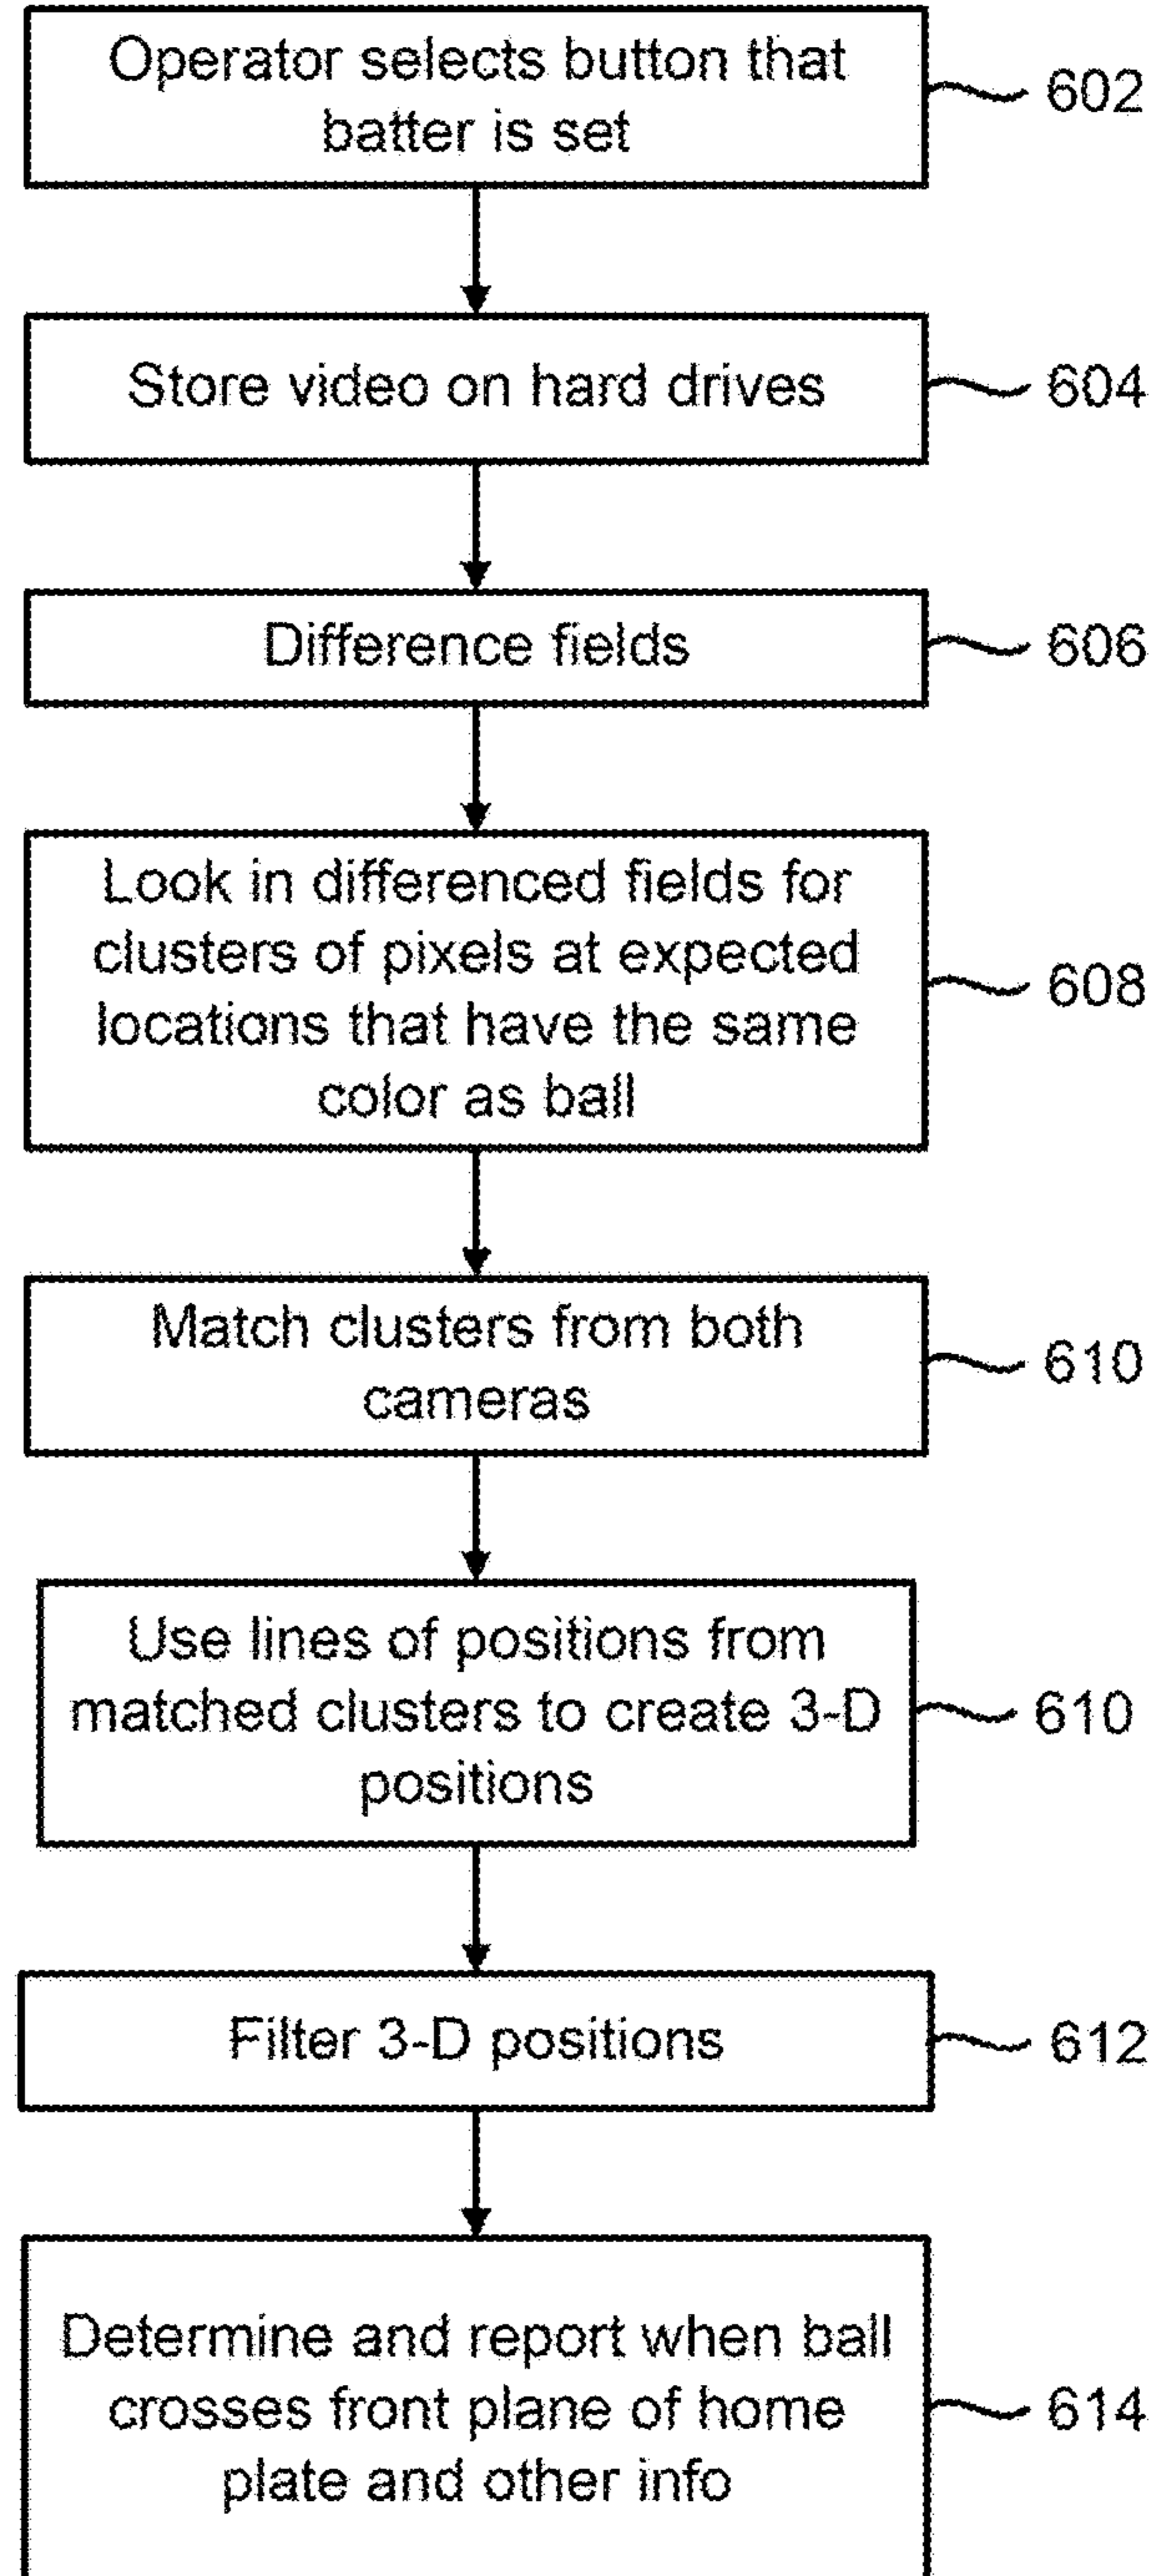 Operator selects button that
batter is set
602
Store video on hard drives
604
Difference fields
606
Look in differenced fields for
clusters of pixels at expected
locations that have the same
color as ball
608
Match clusters from both
cameras
610
Use lines of positions from
matched clusters to create 3-D
positions
610
Filter 3-D positions
612
Determine and report when ball
crosses front plane of home
plate and other info
614